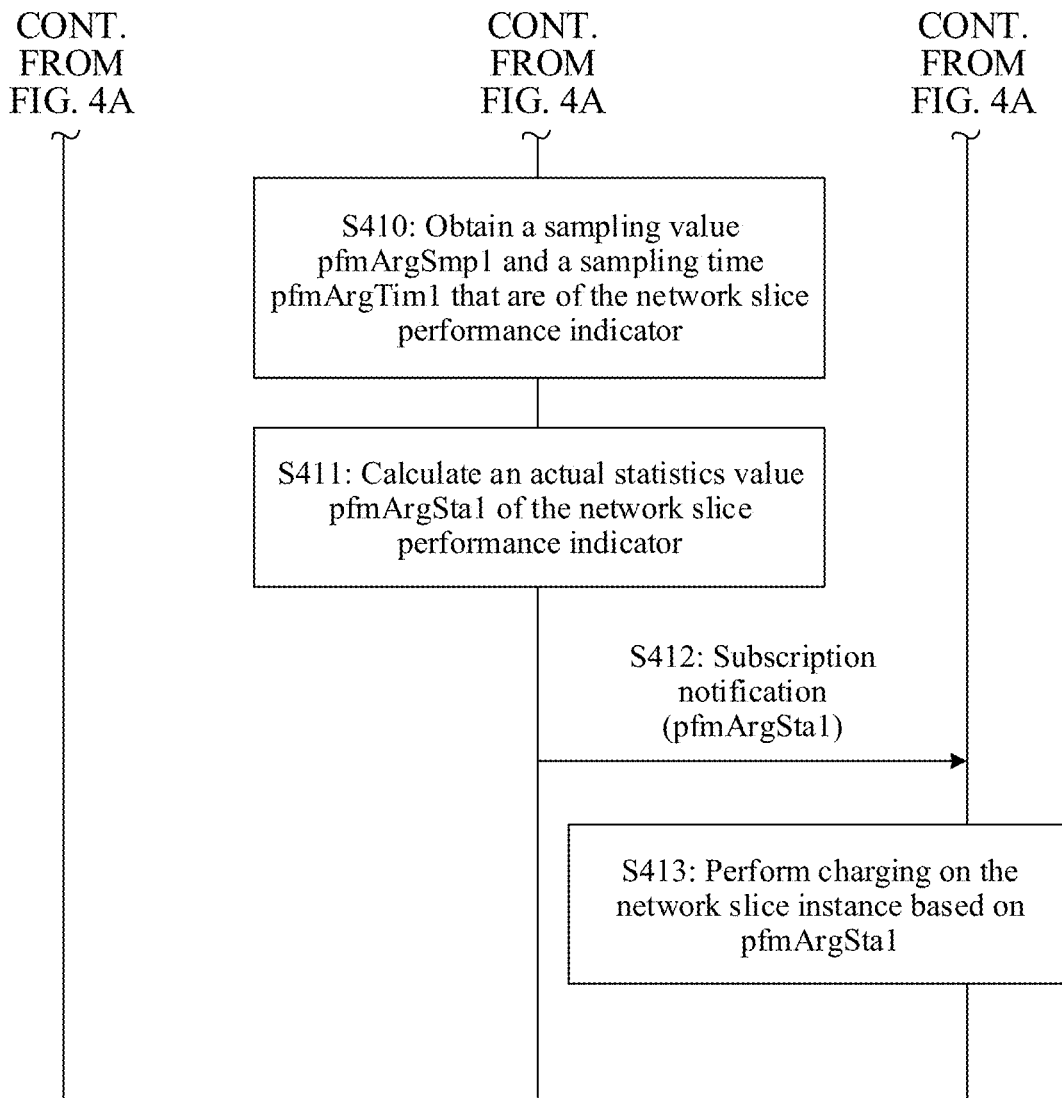 CONT.
FROM
FIG. 4A
CONT.
FROM
FIG. 4A
CONT.
FROM
FIG. 4A
S410: Obtain a sampling value
pfmArgSmp1 and a sampling time
pfmArgTim1 that are of the network slice
performance indicator
S411: Calculate an actual statistics value
pfmArgSta1 of the network slice
performance indicator
S412: Subscription
notification
(pfmArgSta1)
S413: Perform charging on the
network slice instance based on
pfmArgSta1